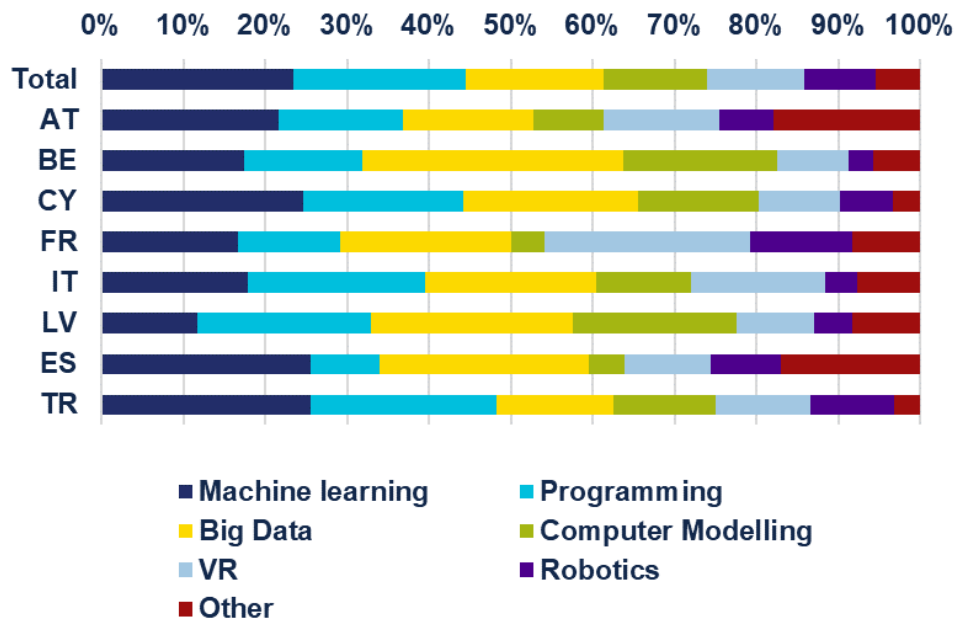 0% 10% 20% 30% 40% 50% 60% 70% 80% 90% 100%
Total
AT
BE
CY
FR
IT
LV
ES
TR
Machine learning Programming
Big Data Computer Modelling
VR Robotics
Other